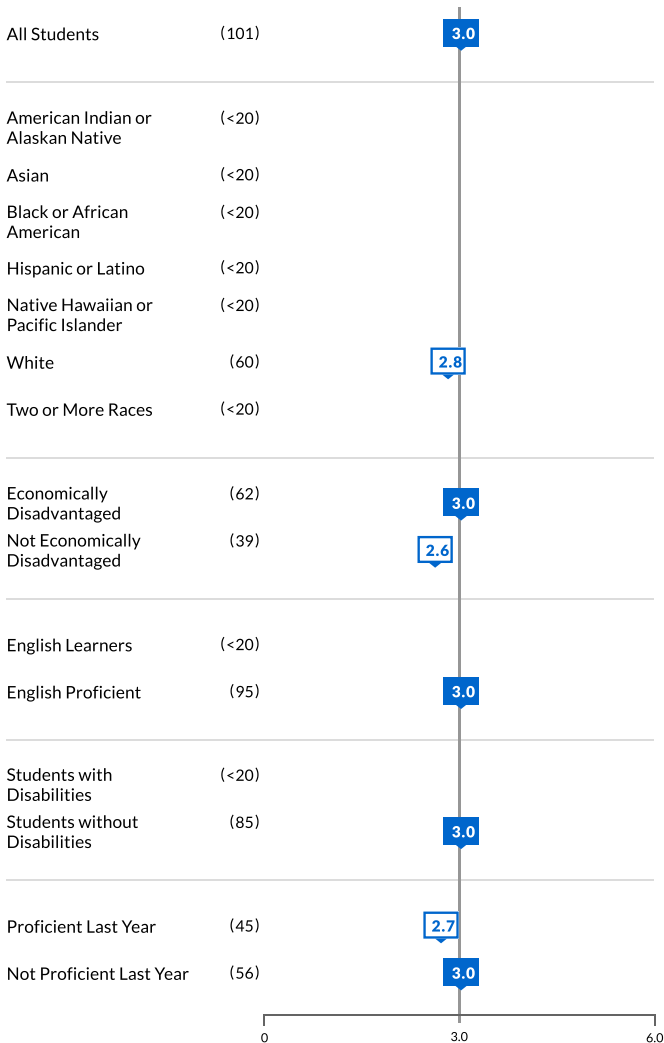 All Students (101) 3.0
American Indian or (<20)
Alaskan Native
Asian (<20)
Black or African (<20)
American
Hispanic or Latino (<20)
Native Hawaiian or (<20)
Pacific Islander
White (60) 2.8
Two or More Races (<20)
Economically (62) 3.0
Disadvantaged
Not Economically (39) 2.6
Disadvantaged
English Learners (<20)
English Proficient (95) 3.0
Students with (<20)
Disabilities
Students without (85) 3.0
Disabilities
Proficient Last Year (45) 2.7
Not Proficient Last Year (56) 3.0
0 3.0 6.0